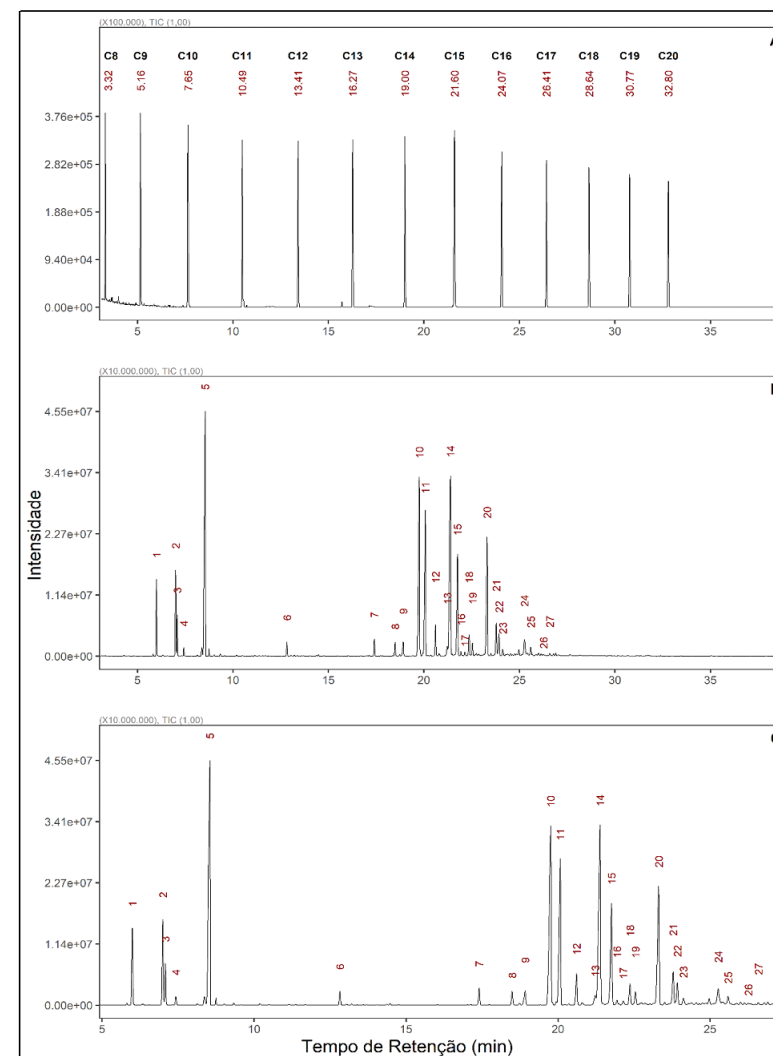 (X100.000), TIC (1,00)
A
C8 C9 C10 C11 C12 C13 C14 C15 C16 C17 C18 C19 C20
3.32 5.16 7.65 10.49 13.41 16.27 19.00 21.60 24.07 26.41 28.64 30.77 32.80
3.76e+05
2.82e+05
1.88e+05
9.40e+04
0.00e+00
5 10 15 20 25 30 35
(X10.000.000), TIC (1,00)
5
4.55e+07
3.41e+07
2.27e+07
1.14e+07
0.00e+00
1 2 3 4 6 7 8 9 10 11 12 13 14 15 16 17 18 19 20 21 22 23 24 25 26 27
5 10 15 20 25 30 35
Intensidade
(X10.000.000), TIC (1,00)
5
4.55e+07
3.41e+07
2.27e+07
1.14e+07
0.00e+00
1 2 3 4 6 7 8 9 10 11 12 13 14 15 16 17 18 19 20 21 22 23 24 25 26 27
5 10 15 20 25
Tempo de Retenção (min)